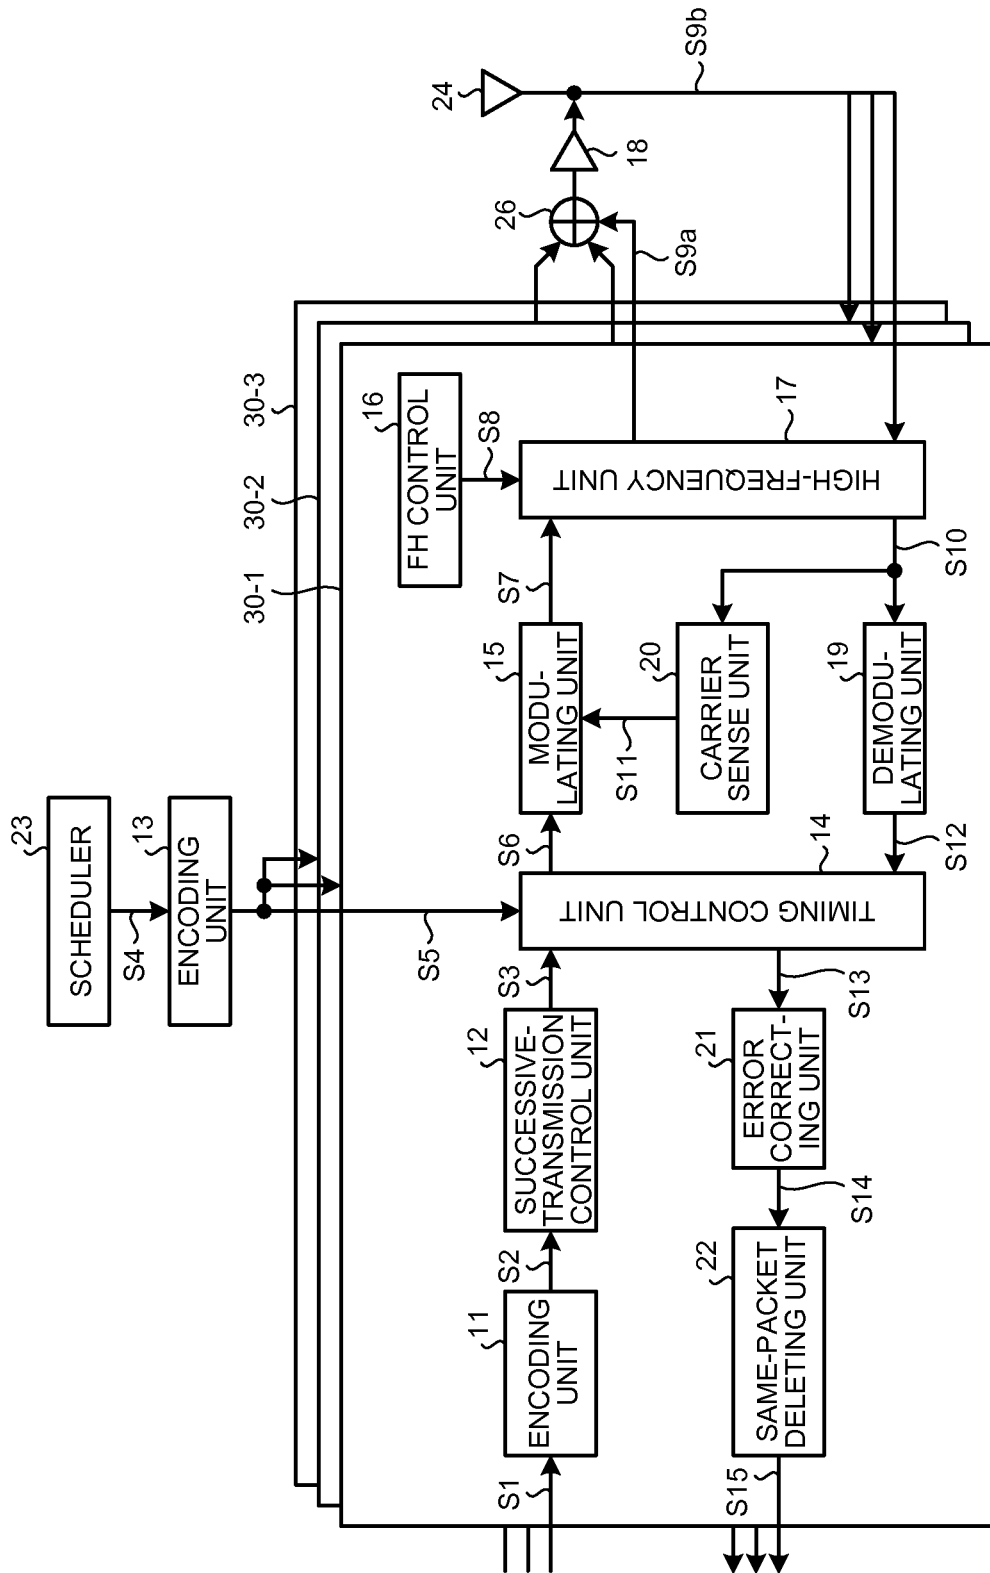 SCHEDULER
23
S4
ENCODING
UNIT
13
S5
30-1
30-2
30-3
S1
ENCODING
UNIT
11
S2
SUCCESSIVE-
TRANSMISSION
CONTROL UNIT
12
S3
TIMING CONTROL UNIT
14
S6
MODU-
LATING UNIT
15
S7
FH CONTROL
UNIT
16
S8
HIGH-FREQUENCY UNIT
17
S9a
26
18
24
S9b
S10
CARRIER
SENSE UNIT
20
S11
DEMODU-
LATING UNIT
19
S12
S13
ERROR
CORRECT-
ING UNIT
21
S14
SAME-PACKET
DELETING UNIT
22
S15